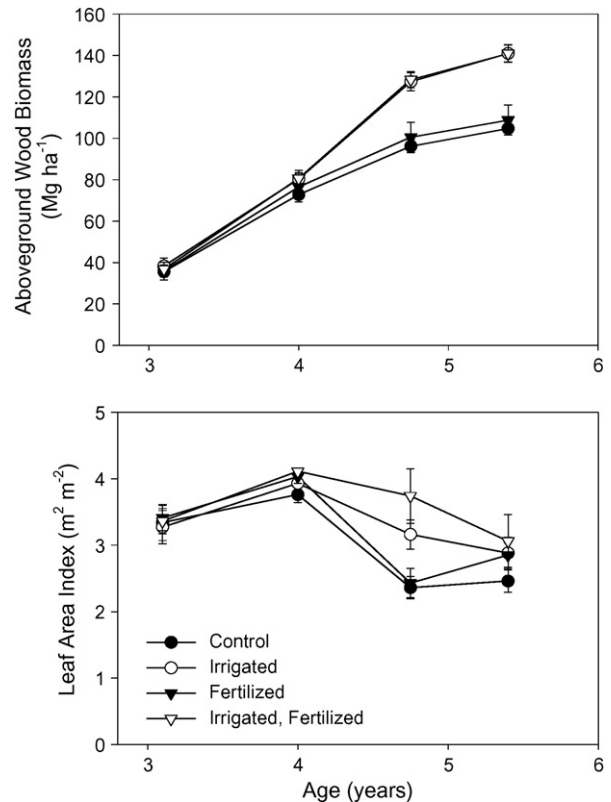 Aboveground Wood Biomass
(Mg ha⁻¹)
160
140
120
100
80
60
40
20
0
3
4
5
6
Leaf Area Index (m² m⁻²)
5
4
3
2
1
0
Control
Irrigated
Fertilized
Irrigated, Fertilized
3
4
5
6
Age (years)